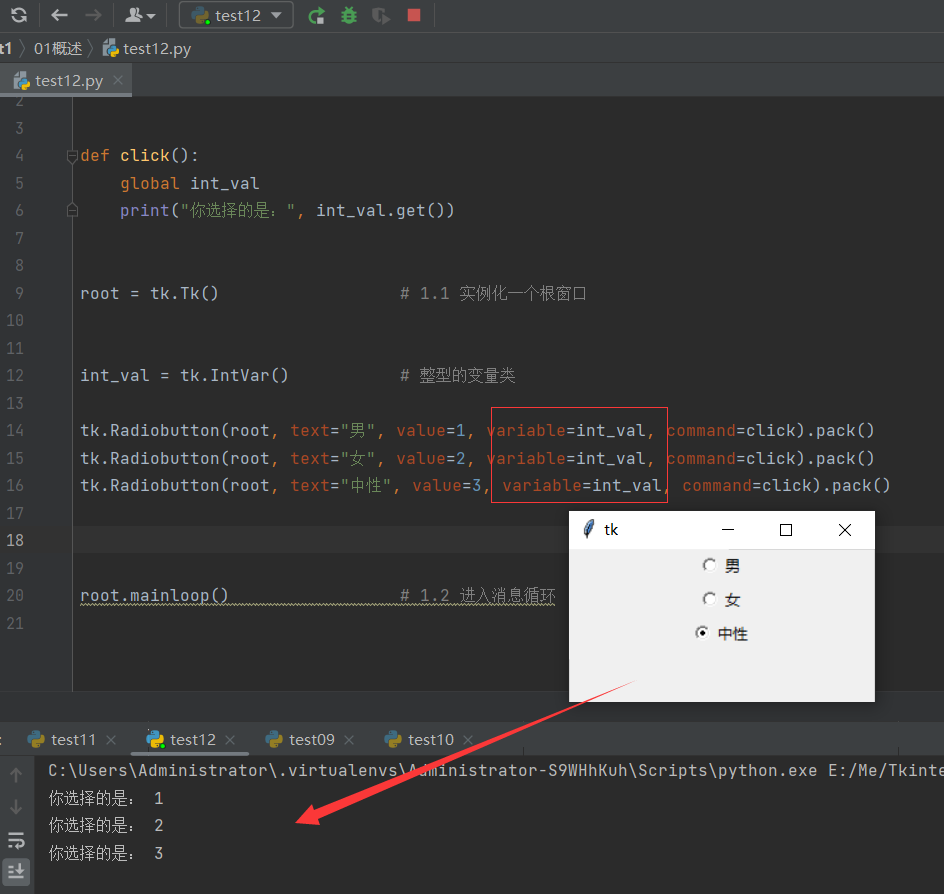 test12
t1 〉 01概述 〉 test12.py
test12.py
2
3
4 def click():
5 global int_val
6 print("你选择的是：", int_val.get())
7
8
9 root = tk.Tk() # 1.1 实例化一个根窗口
10
11
12 int_val = tk.IntVar() # 整型的变量类
13
14 tk.Radiobutton(root, text="男", value=1, variable=int_val, command=click).pack()
15 tk.Radiobutton(root, text="女", value=2, variable=int_val, command=click).pack()
16 tk.Radiobutton(root, text="中性", value=3, variable=int_val, command=click).pack()
17
18
19
20 root.mainloop() # 1.2 进入消息循环
21
tk
男
女
中性
: test11 test12 test09 test10
C:\Users\Administrator\.virtualenvs\Administrator-S9WHhKuh\Scripts\python.exe E:/Me/Tkinte
你选择的是： 1
你选择的是： 2
你选择的是： 3